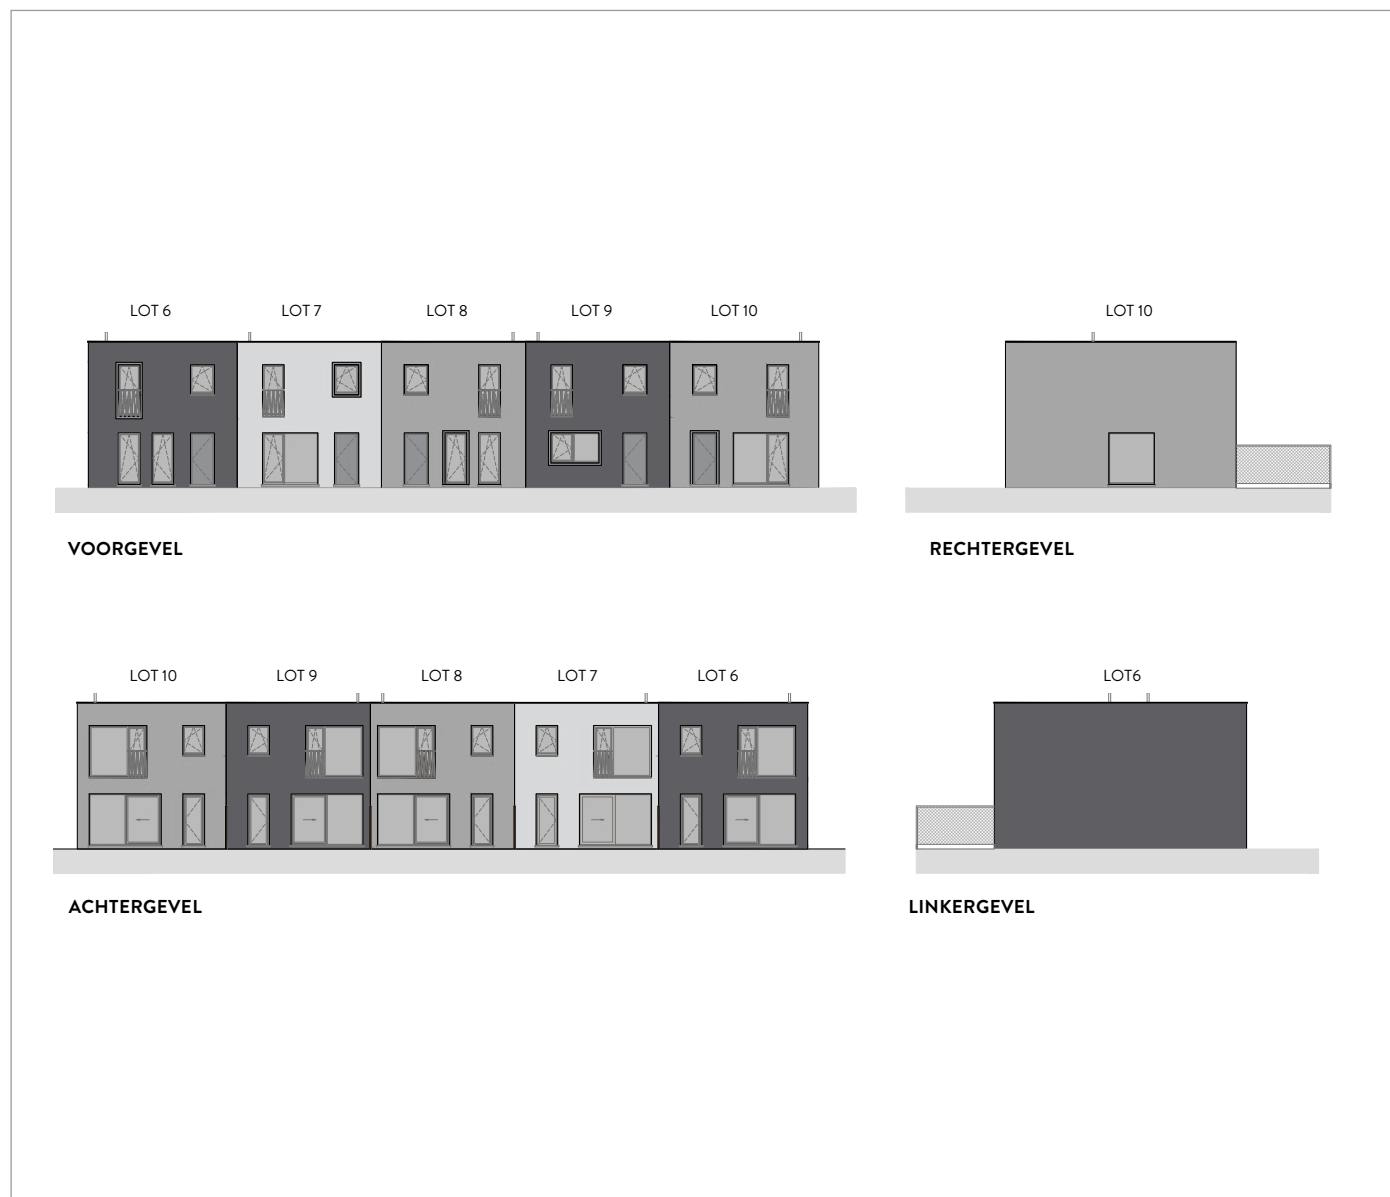 LOT 6 LOT 7 LOT 8 LOT 9 LOT 10 LOT 10
VOORGEVEL RECHTERGEVEL
LOT 10 LOT 9 LOT 8 LOT 7 LOT 6 LOT6
ACHTERGEVEL LINKERGEVEL